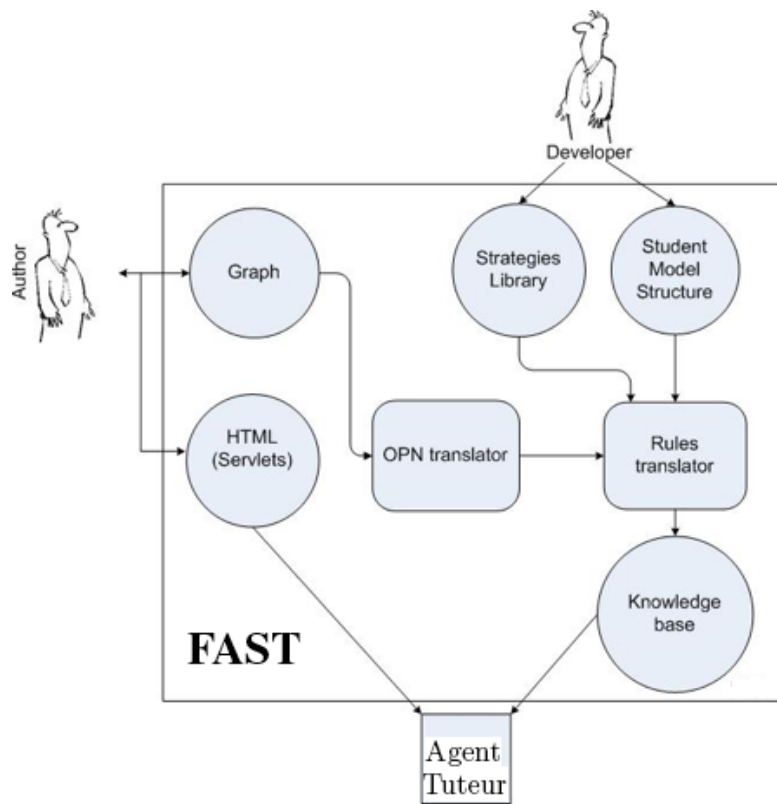 Developer
Author
Graph
Strategies
Library
Student
Model
Structure
HTML
(Servlets)
OPN translator
Rules
translator
Knowledge
base
FAST
Agent
Tuteur